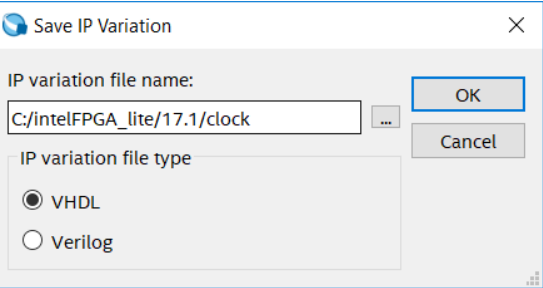 Save IP Variation
IP variation file name:
C:/intelFPGA_lite/17.1/clock
...
OK
Cancel
IP variation file type
VHDL
Verilog